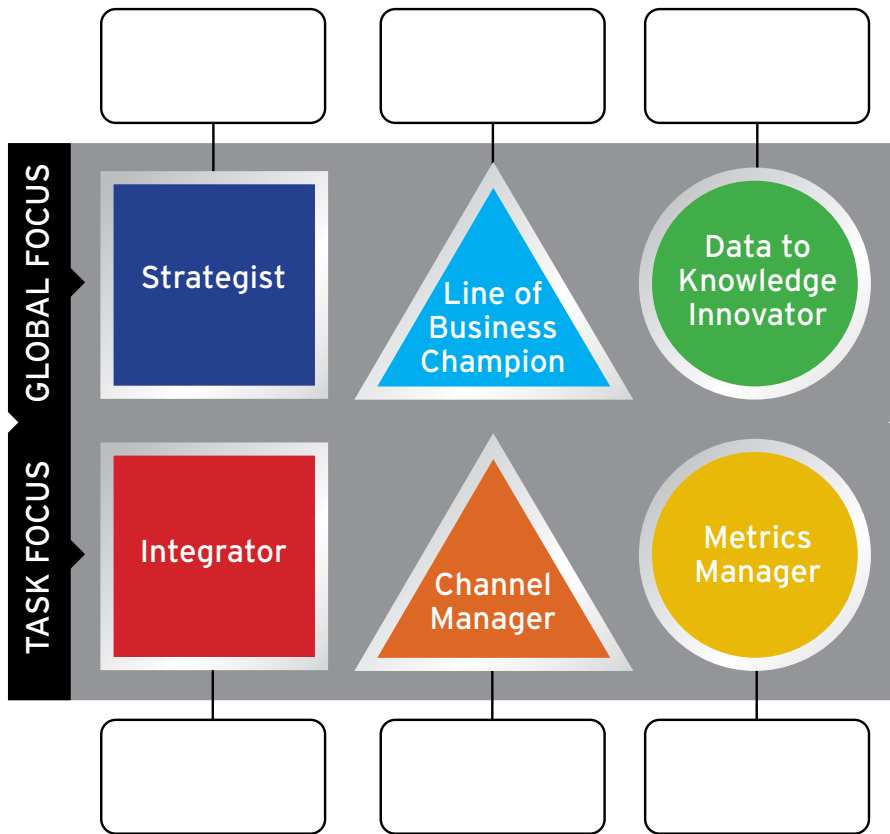 GLOBAL FOCUS
Strategist
Line of
Business
Champion
Data to
Knowledge
Innovator
TASK FOCUS
Integrator
Channel
Manager
Metrics
Manager